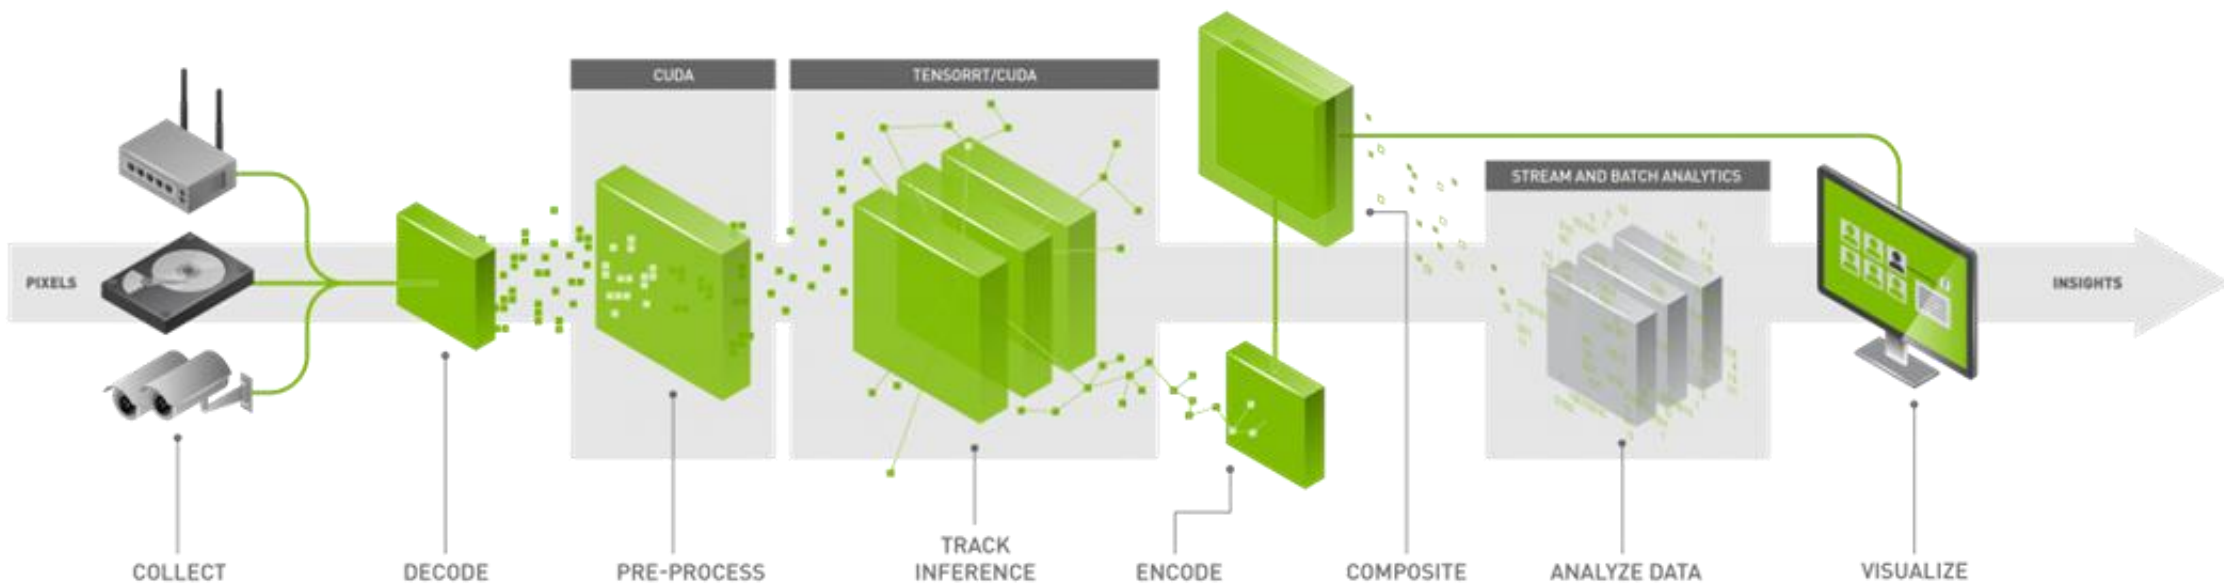 CUDA
TENSORRT/CUDA
STREAM AND BATCH ANALYTICS
PIXELS
INSIGHTS
COLLECT
DECODE
PRE-PROCESS
TRACK
INFERENCE
ENCODE
COMPOSITE
ANALYZE DATA
VISUALIZE